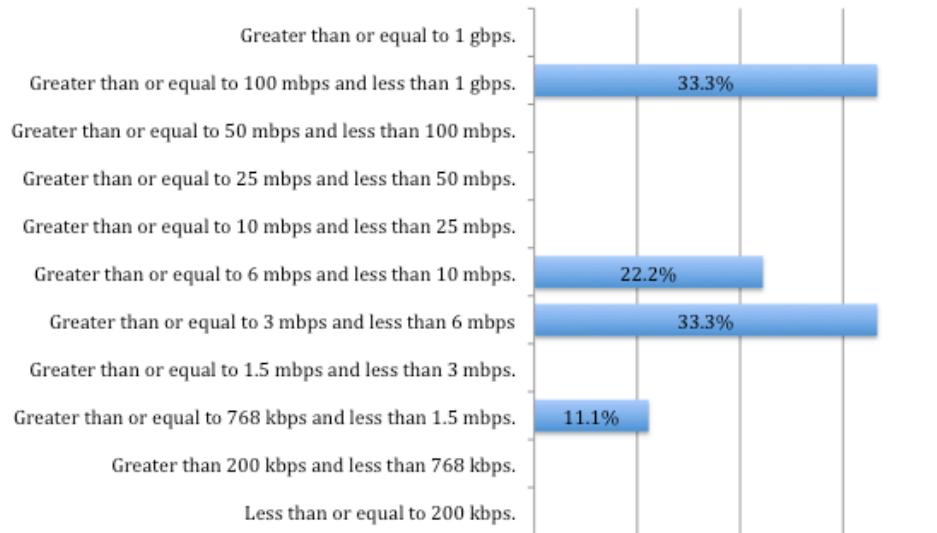 Greater than or equal to 1 gbps.
Greater than or equal to 100 mbps and less than 1 gbps.
33.3%
Greater than or equal to 50 mbps and less than 100 mbps.
Greater than or equal to 25 mbps and less than 50 mbps.
Greater than or equal to 10 mbps and less than 25 mbps.
Greater than or equal to 6 mbps and less than 10 mbps.
22.2%
Greater than or equal to 3 mbps and less than 6 mbps
33.3%
Greater than or equal to 1.5 mbps and less than 3 mbps.
Greater than or equal to 768 kbps and less than 1.5 mbps.
11.1%
Greater than 200 kbps and less than 768 kbps.
Less than or equal to 200 kbps.